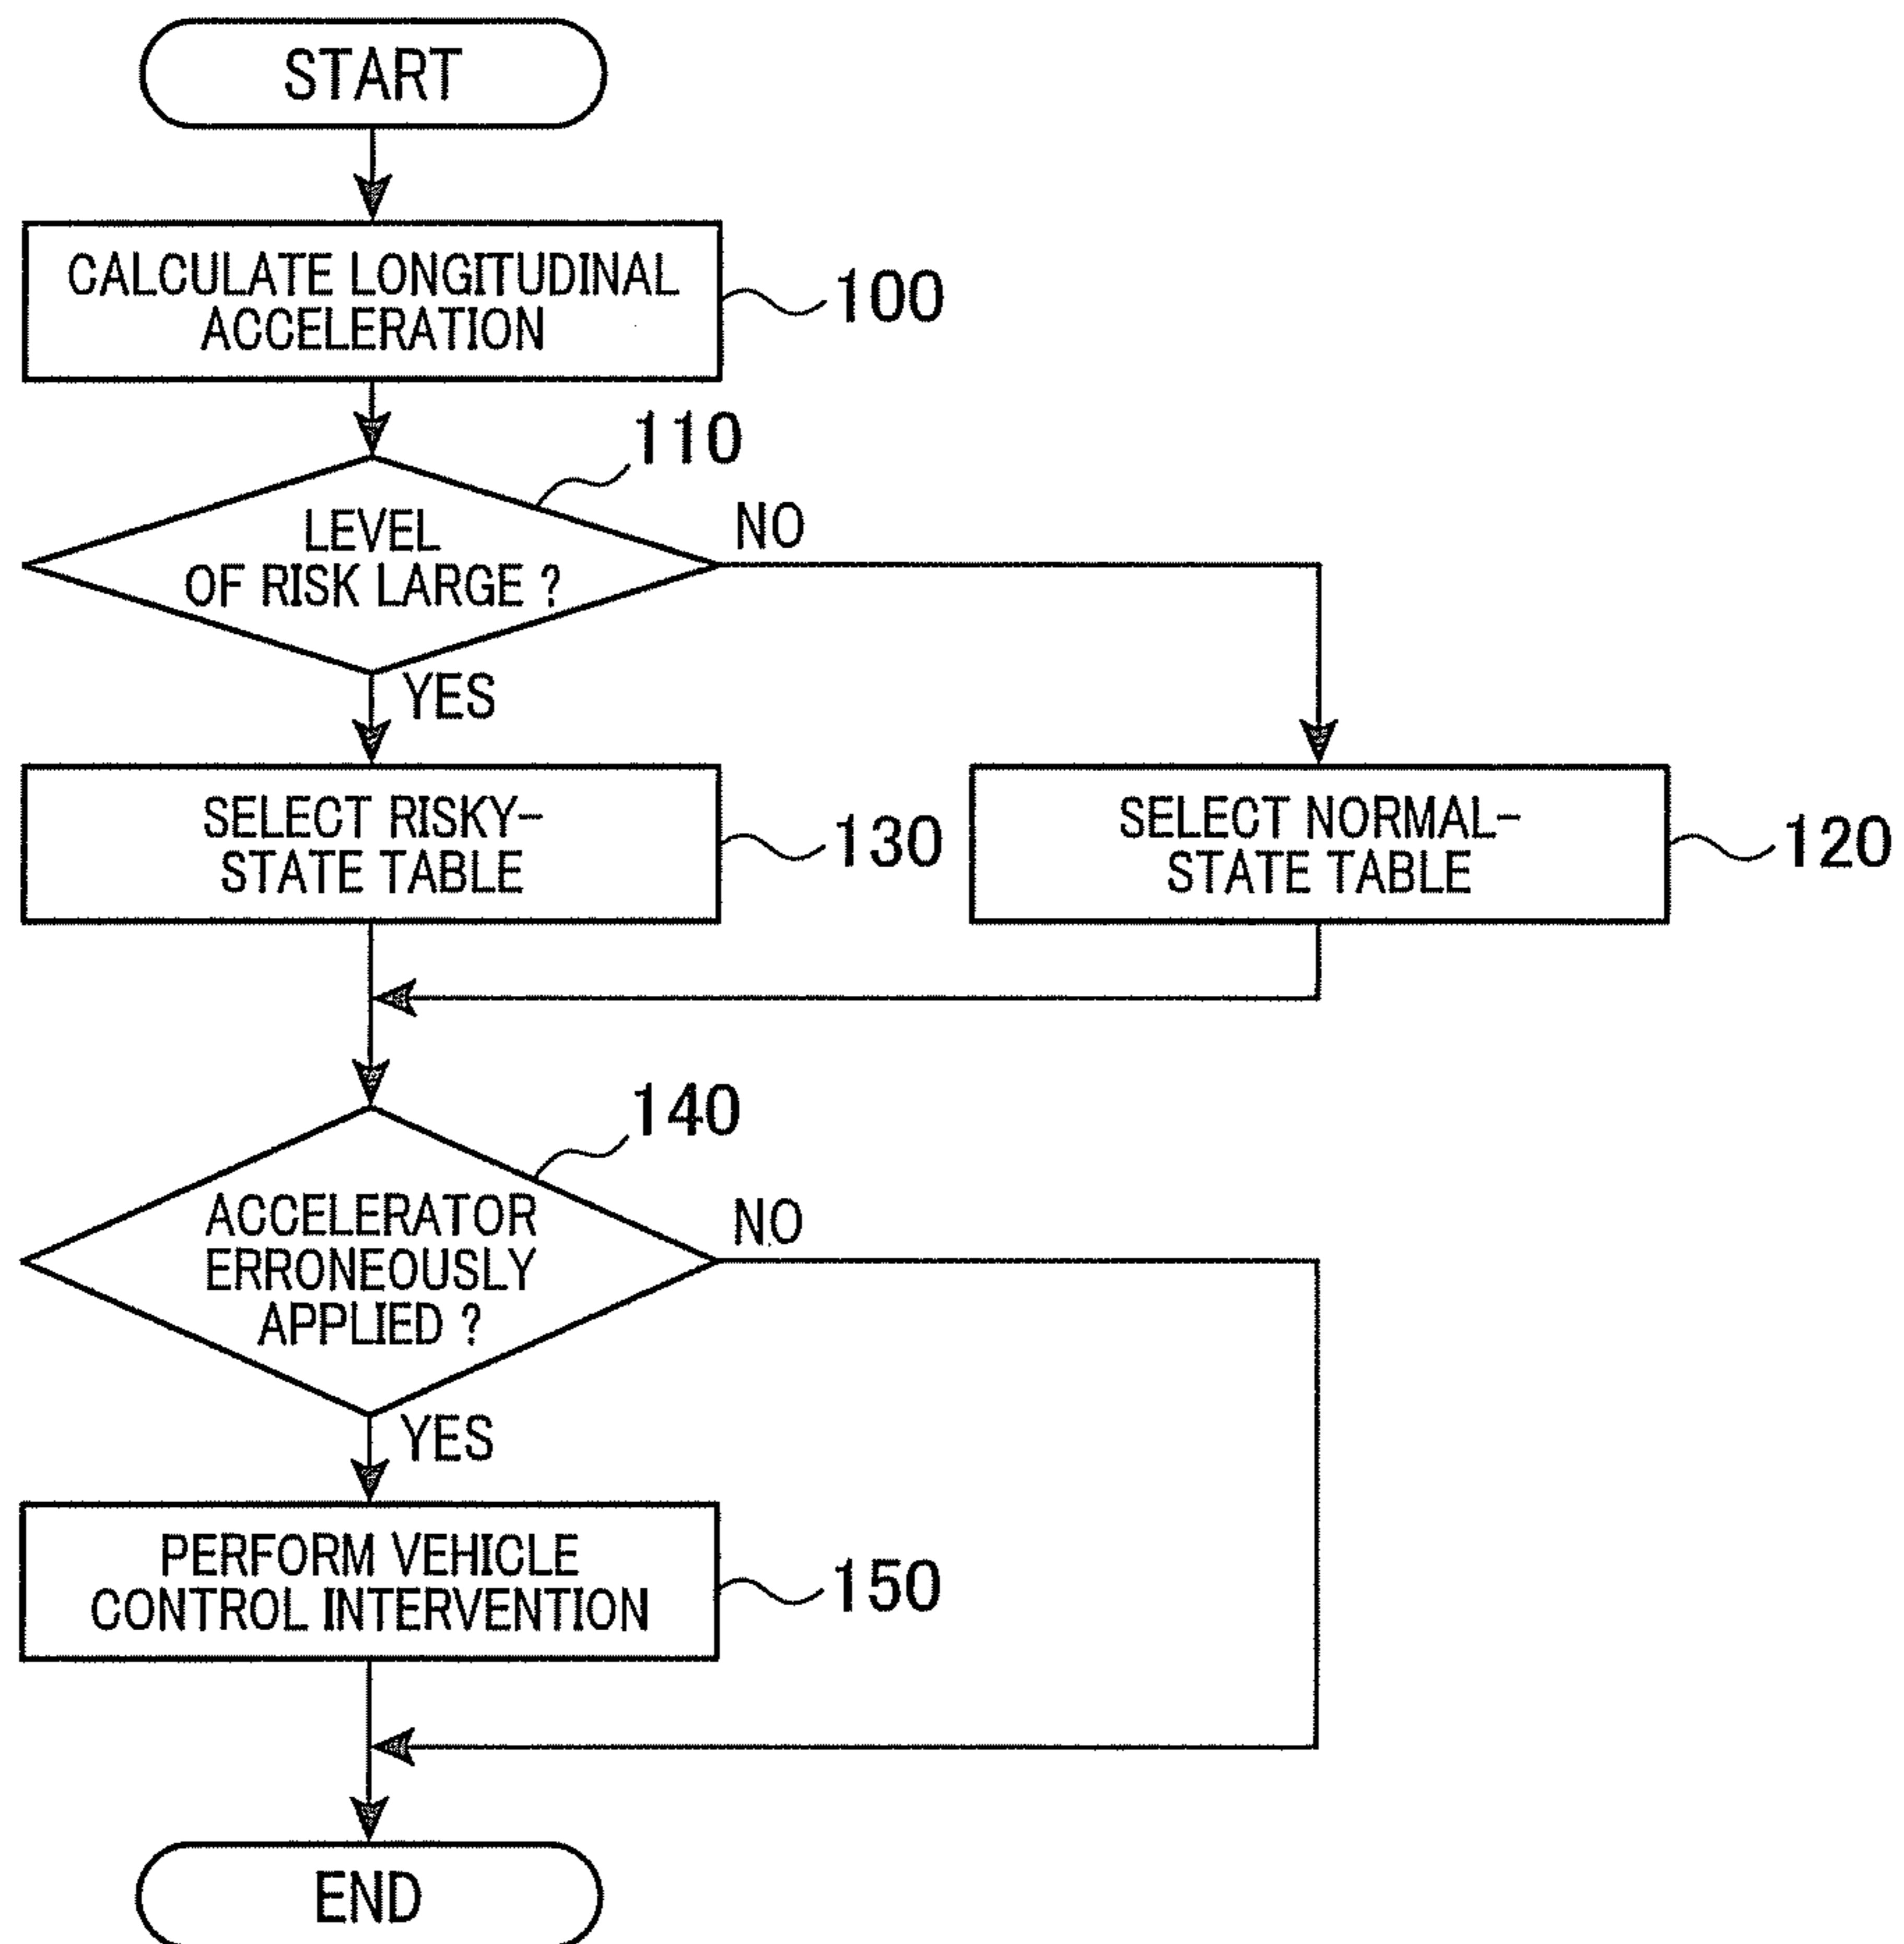 START
CALCULATE LONGITUDINAL
ACCELERATION
100
110
LEVEL
OF RISK LARGE ?
NO
YES
SELECT RISKY-
STATE TABLE
130
SELECT NORMAL-
STATE TABLE
120
140
ACCELERATOR
ERRONEOUSLY
APPLIED ?
NO
YES
PERFORM VEHICLE
CONTROL INTERVENTION
150
END